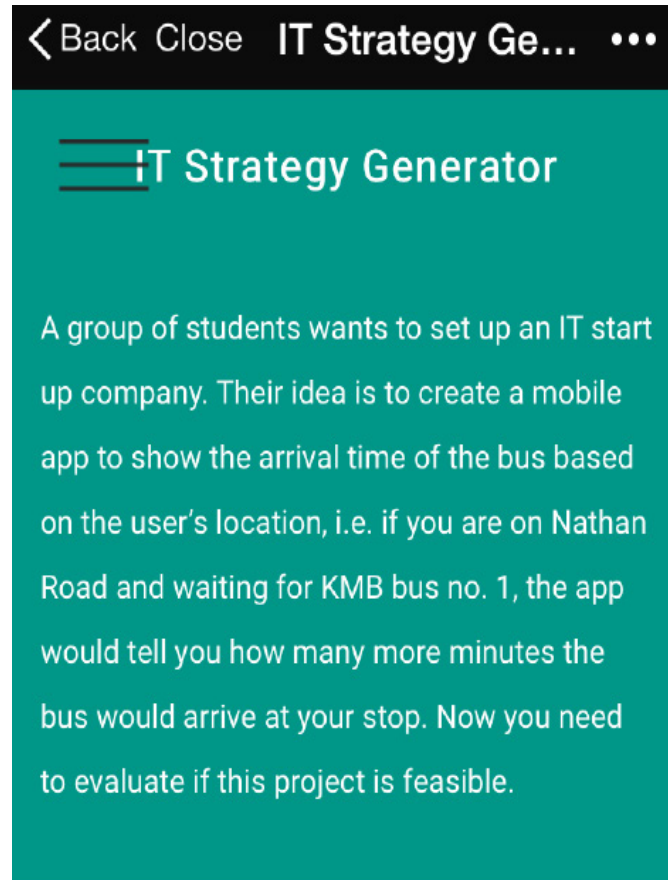 Back Close IT Strategy Ge... •••
IT Strategy Generator
A group of students wants to set up an IT start
up company. Their idea is to create a mobile
app to show the arrival time of the bus based
on the user's location, i.e. if you are on Nathan
Road and waiting for KMB bus no. 1, the app
would tell you how many more minutes the
bus would arrive at your stop. Now you need
to evaluate if this project is feasible.